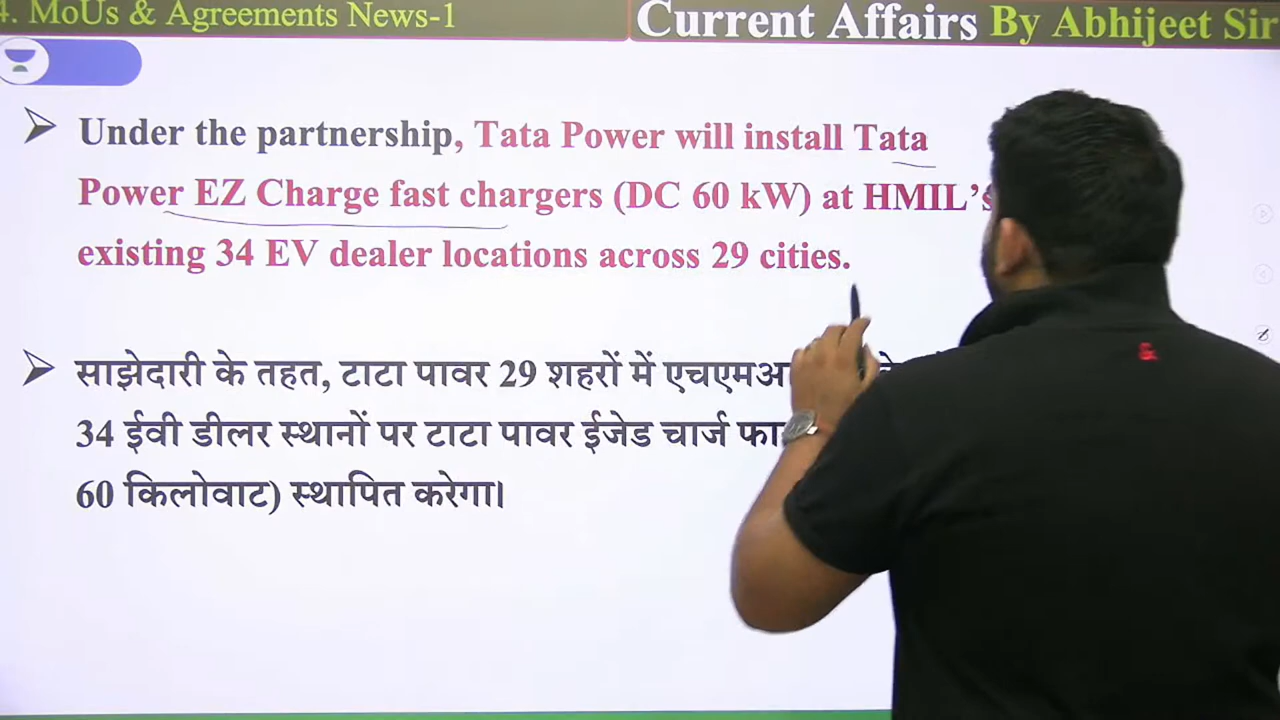 4. MoUs & Agreements News-1
Current Affairs By Abhijeet Sir
Under the partnership, Tata Power will install Tata
Power EZ Charge fast chargers (DC 60 kW) at HMIL's
existing 34 EV dealer locations across 29 cities.
साझेदारी के तहत, टाटा पावर 29 शहरों में
34 ईवी डीलर स्थानों पर टाटा पावर ईजेड चार्ज
60 किलोवाट) स्थापित करेगा।